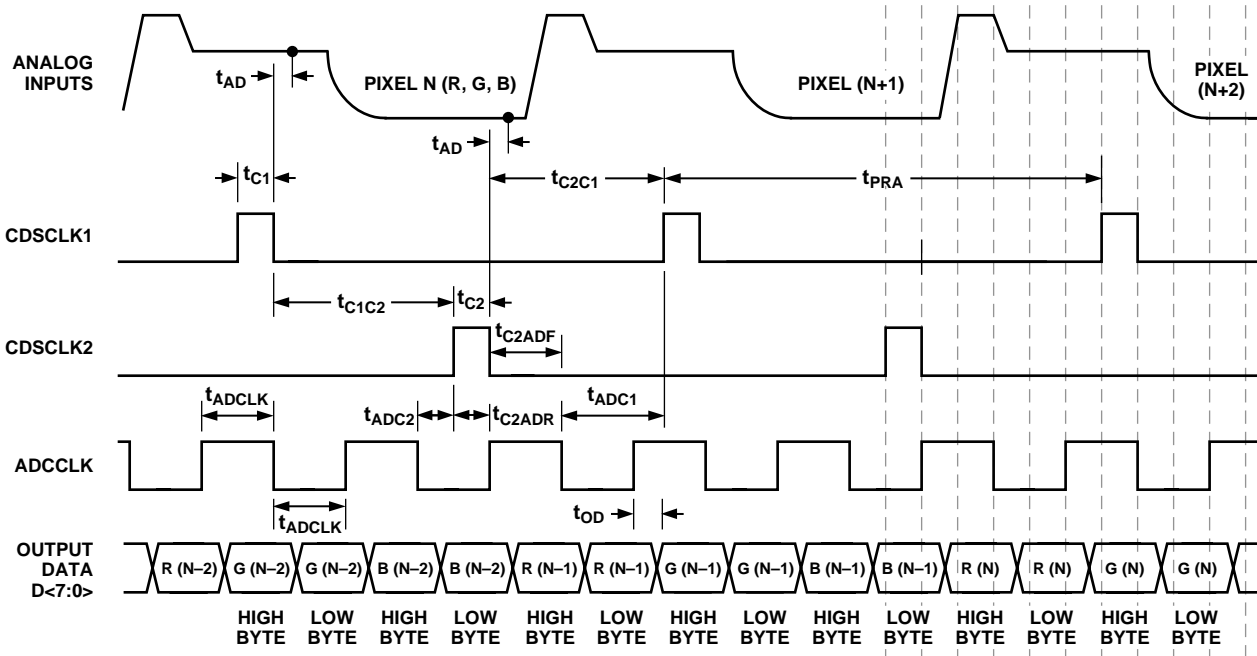 ANALOG
INPUTS
tAD
PIXEL N (R, G, B)
PIXEL (N+1)
PIXEL
(N+2)
tAD
tC1
tC2C1
tPRA
CDSCLK1
tC1C2
tC2
tC2ADF
CDSCLK2
tADCLK
tADC2
tC2ADR
tADC1
ADCCLK
tADCLK
tOD
OUTPUT
DATA
D<7:0>
R (N–2) G (N–2) G (N–2) B (N–2) B (N–2) R (N–1) R (N–1) G (N–1) G (N–1) B (N–1) B (N–1) R (N) R (N) G (N) G (N)
HIGH LOW HIGH LOW HIGH LOW HIGH LOW HIGH LOW HIGH LOW HIGH LOW
BYTE BYTE BYTE BYTE BYTE BYTE BYTE BYTE BYTE BYTE BYTE BYTE BYTE BYTE